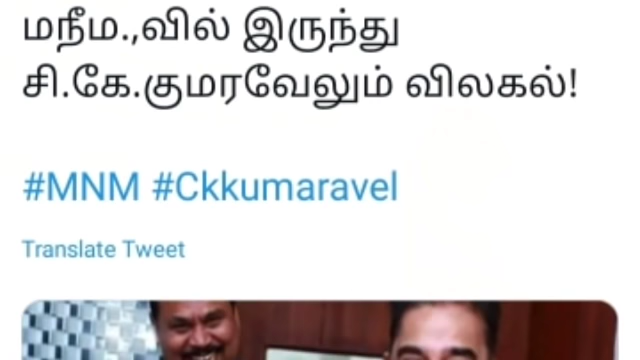 மநீம.,வில் இருந்து
சி.கே.குமரவேலும் விலகல்!
#MNM #Ckkumaravel
Translate Tweet